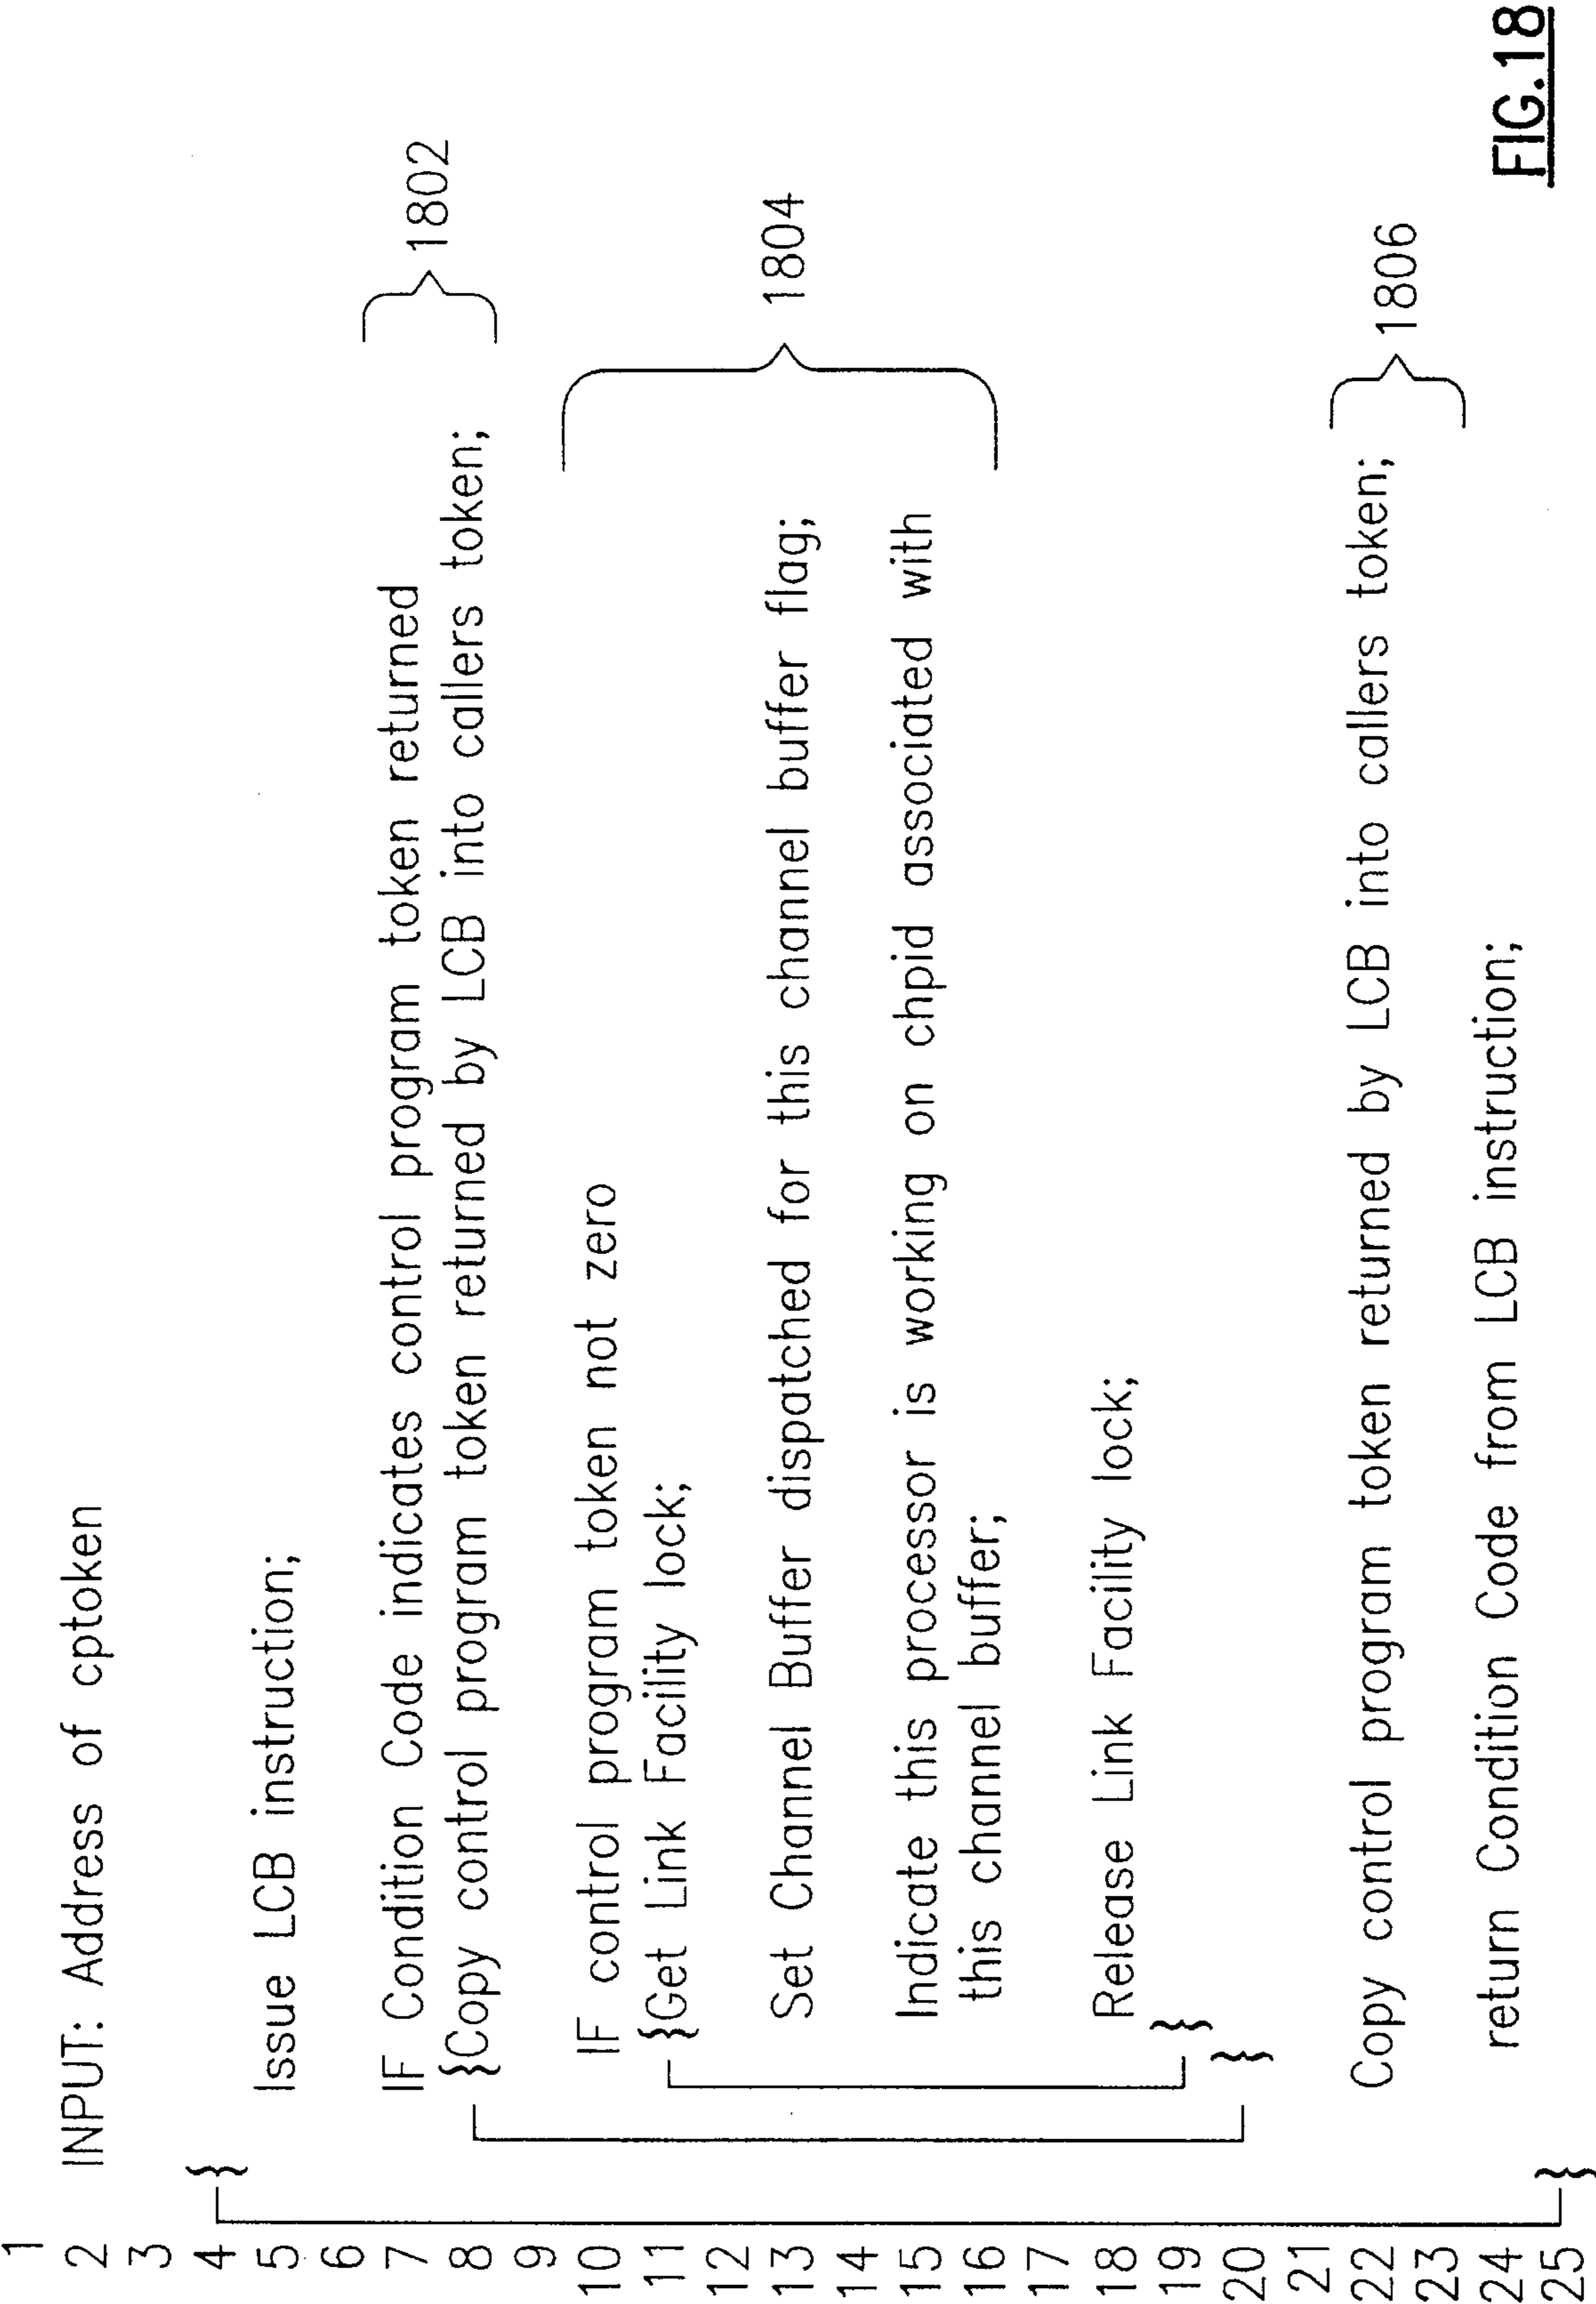 1
2 INPUT: Address of cptoken
3
4 {
5 Issue LCB instruction;
6
7 IF Condition Code indicates control program token returned
8 {Copy control program token returned by LCB into callers token; 1802
9
10 IF control program token not zero
11 {Get Link Facility lock;
12
13 Set Channel Buffer dispatched for this channel buffer flag; 1804
14
15 Indicate this processor is working on chpid associated with
16 this channel buffer;
17
18 Release Link Facility lock;
19 }
20 }
21
22 Copy control program token returned by LCB into callers token; 1806
23
24 return Condition Code from LCB instruction;
25 }
FIG.18